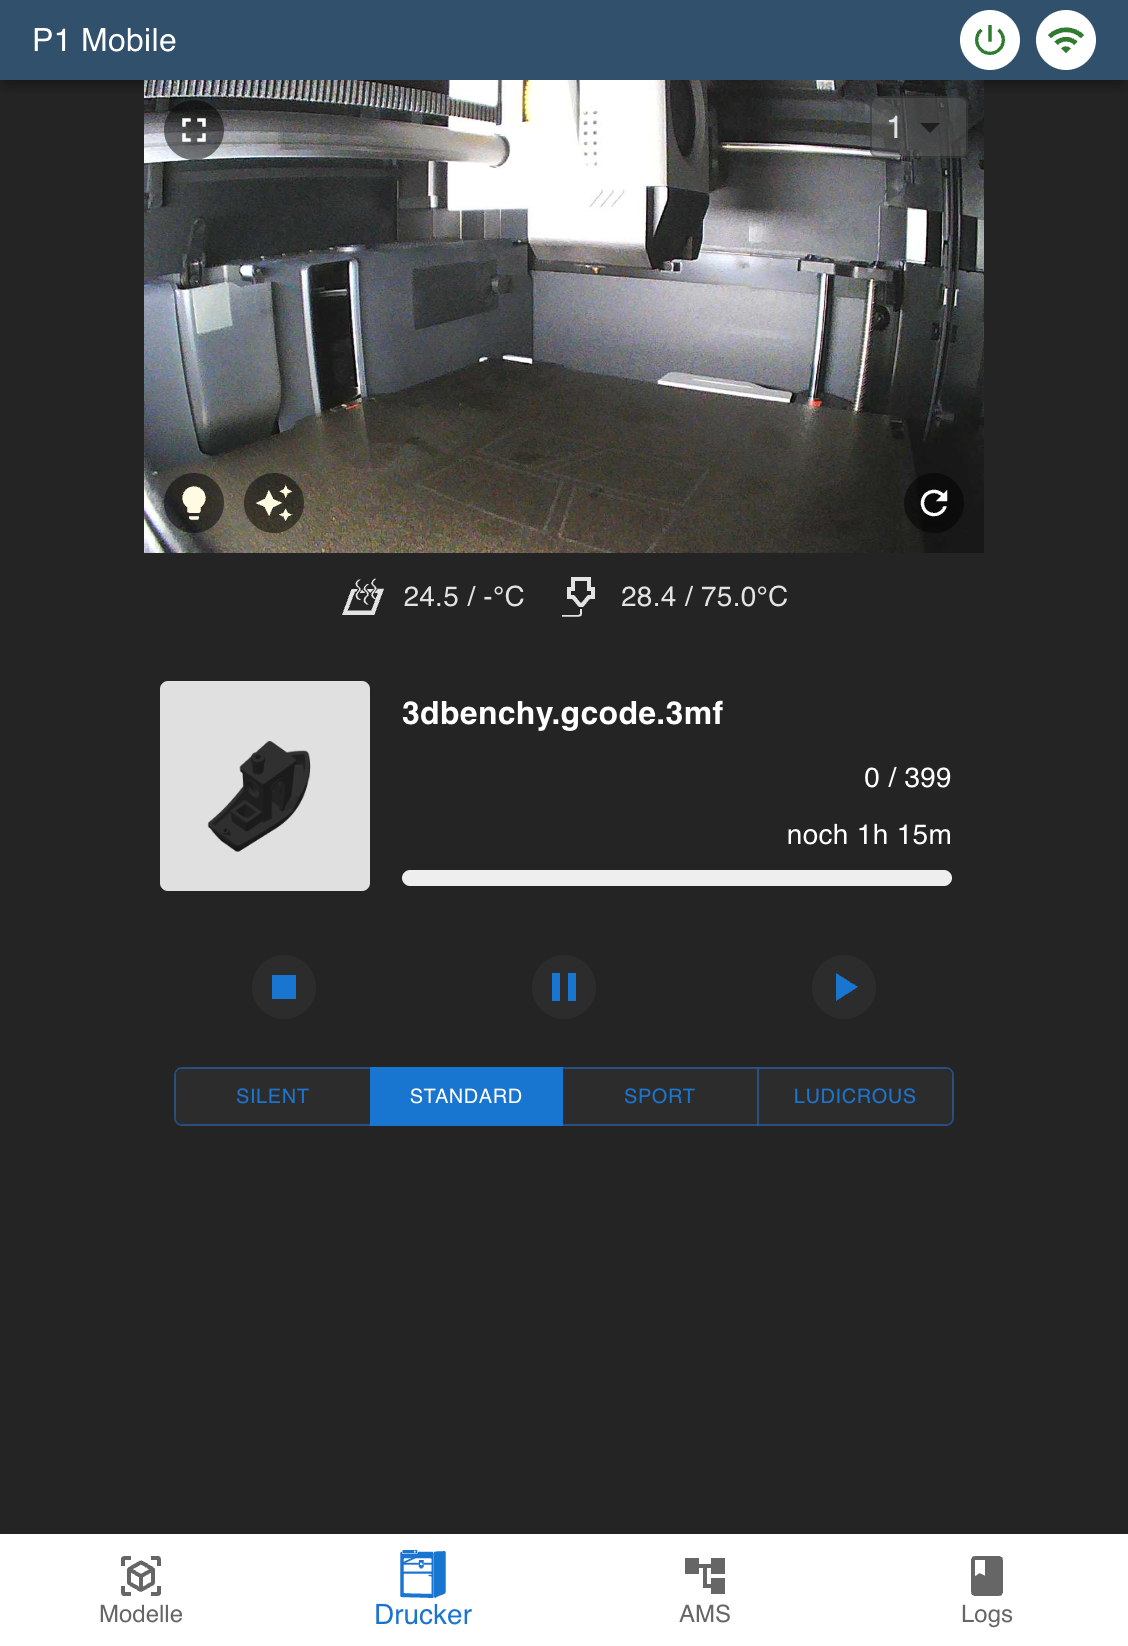 P1 Mobile
1
24.5 / -°C
28.4 / 75.0°C
3dbenchy.gcode.3mf
0 / 399
noch 1h 15m
SILENT
STANDARD
SPORT
LUDICROUS
Modelle
Drucker
AMS
Logs